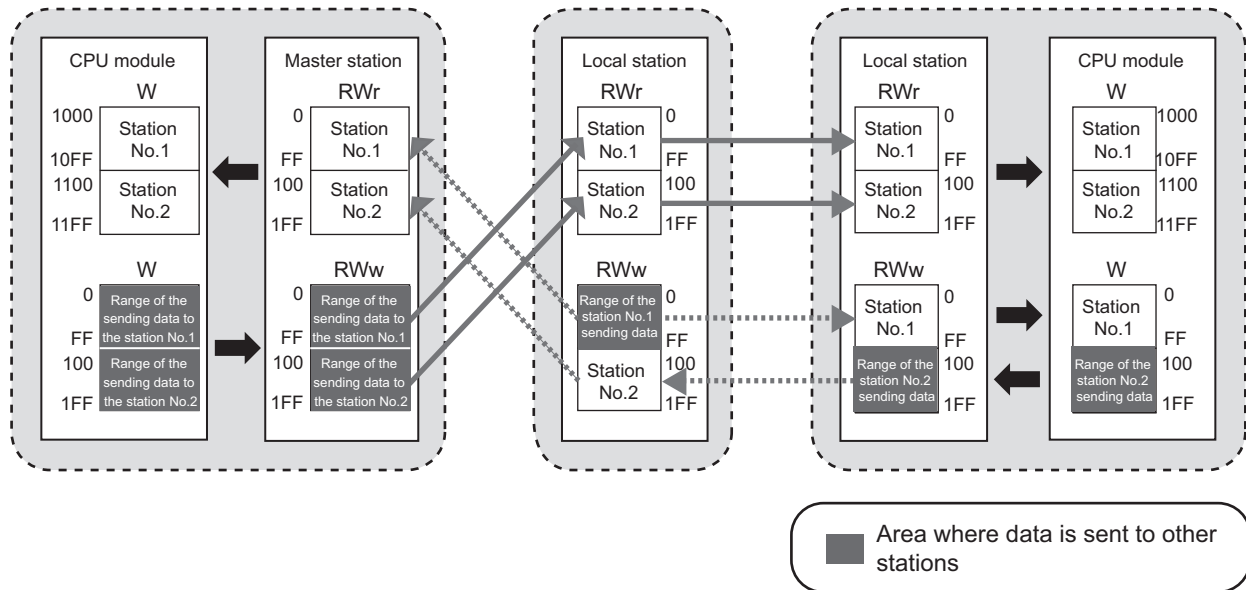 CPU module
W
1000
Station
No.1
10FF
1100
Station
No.2
11FF
W
0
Range of the
sending data to
the station No.1
FF
100
Range of the
sending data to
the station No.2
1FF
Master station
RWr
0
Station
No.1
FF
100
Station
No.2
1FF
RWw
0
Range of the
sending data to
the station No.1
FF
100
Range of the
sending data to
the station No.2
1FF
Local station
RWr
0
Station
No.1
FF
100
Station
No.2
1FF
RWw
0
Range of the
station No.1
sending data
FF
100
Station
No.2
1FF
Local station
RWr
0
Station
No.1
FF
100
Station
No.2
1FF
RWw
0
Station
No.1
FF
100
Range of the
station No.2
sending data
1FF
CPU module
W
1000
Station
No.1
10FF
1100
Station
No.2
11FF
W
0
Station
No.1
FF
100
Range of the
station No.2
sending data
1FF
Area where data is sent to other
stations